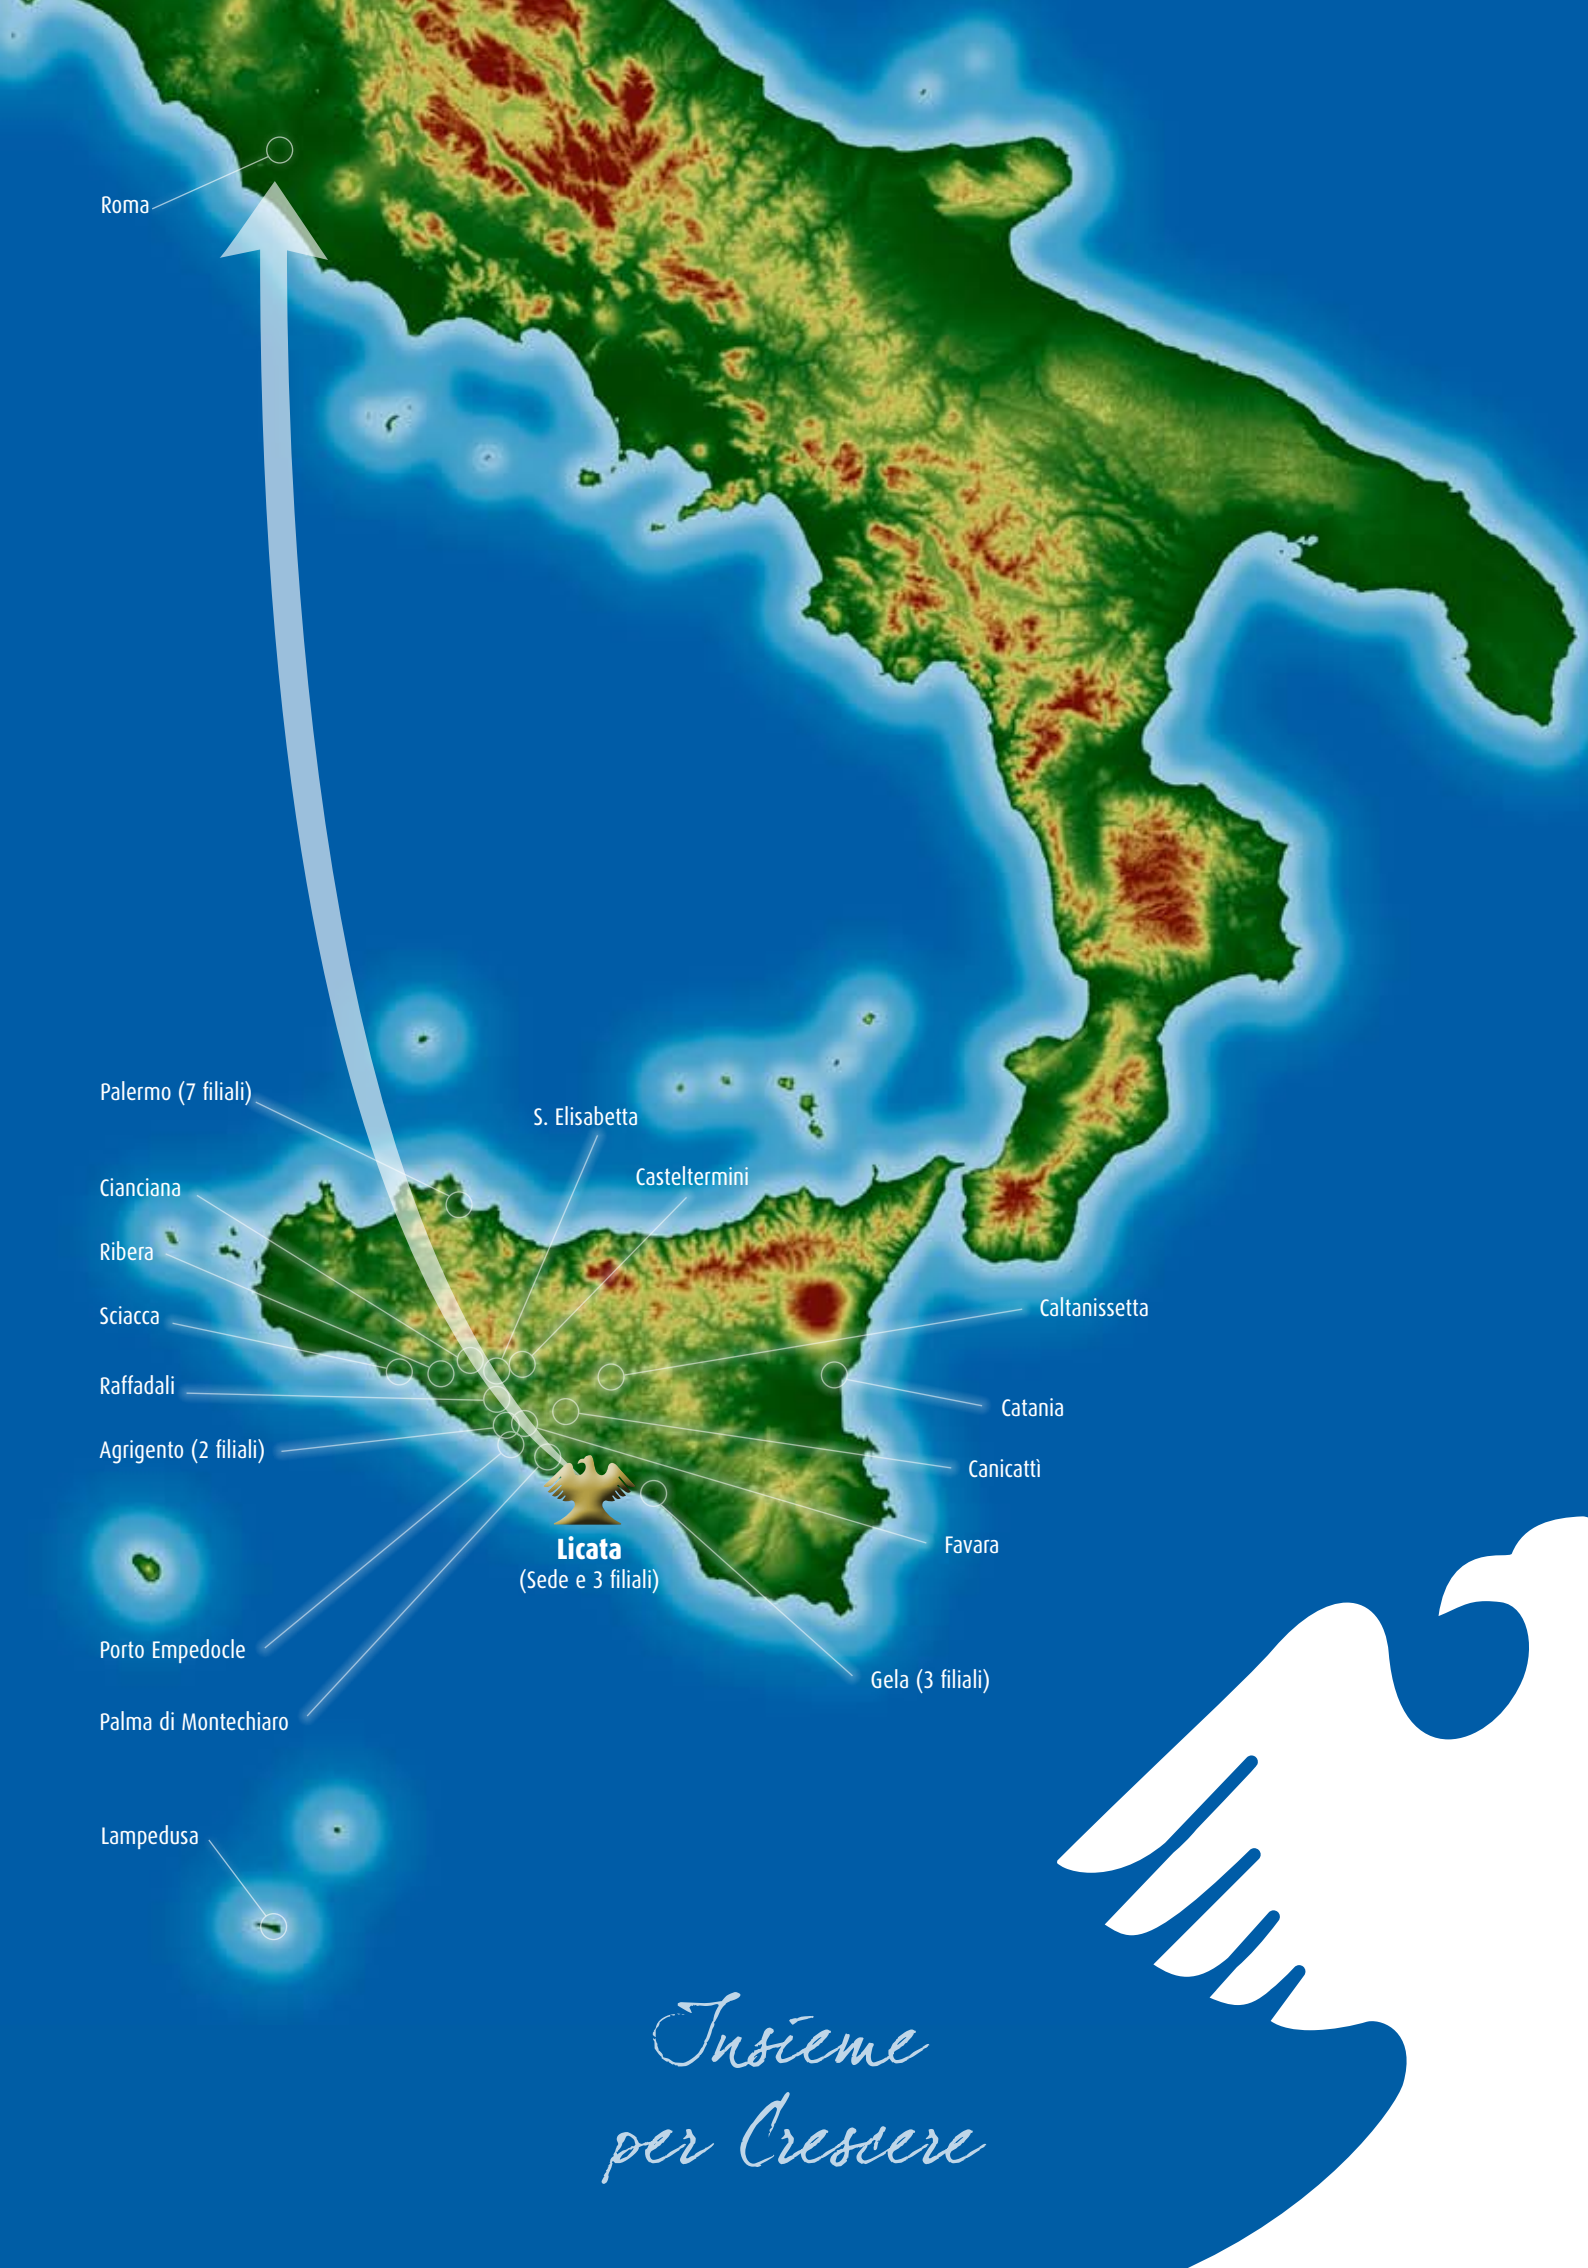 Roma
Palermo (7 filiali)
S. Elisabetta
Casteltermini
Cianciana
Ribera
Sciacca
Caltanissetta
Raffadali
Catania
Agrigento (2 filiali)
Canicattì
Favara
Licata
(Sede e 3 filiali)
Porto Empedocle
Gela (3 filiali)
Palma di Montechiaro
Lampedusa
Insieme
per Crescere